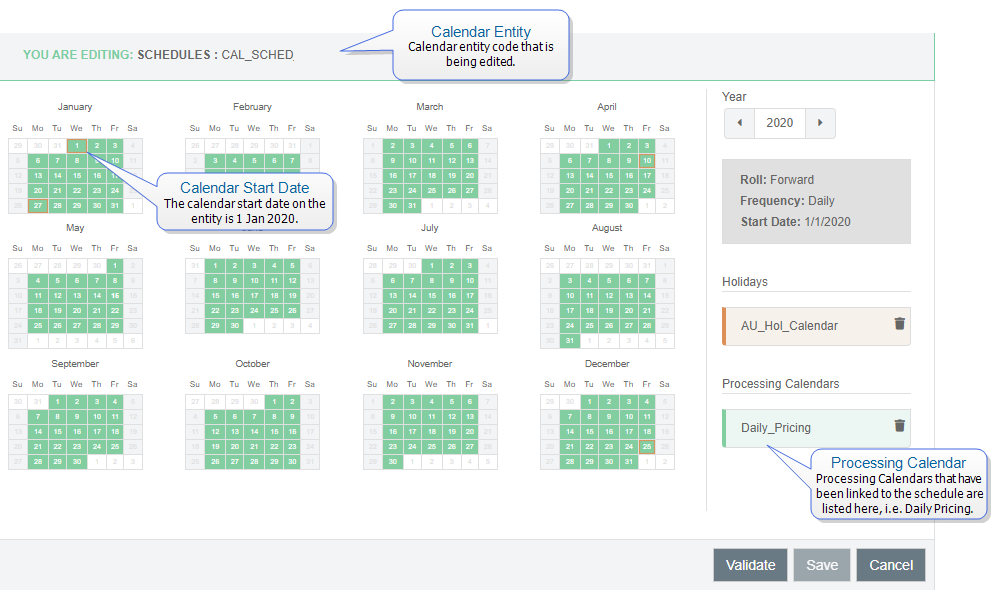 Calendar Entity
Calendar entity code that is
being edited.
YOU ARE EDITING: SCHEDULES : CAL_SCED
January
Su Mo Tu We Th Fr Sa
29 30 31 1 2 3 4
5 6 7 8 9 10 11
12 13 14 15 16 17 18
19 20 21 22 23 24 25
26 27 28 29 30 31 1
February
Su Mo Tu We Th Fr Sa
26 27 28 29 30 31 1
2 3 4 5 6 7 8
Calendar Start Date
The calendar start date on the
entity is 1 Jan 2020.
March
Su Mo Tu We Th Fr Sa
1 2 3 4 5 6 7
8 9 10 11 12 13 14
15 16 17 18 19 20 21
22 23 24 25 26 27 28
29 30 31 1 2 3 4
April
Su Mo Tu We Th Fr Sa
29 30 31 1 2 3 4
5 6 7 8 9 10 11
12 13 14 15 16 17 18
19 20 21 22 23 24 25
26 27 28 29 30 1 2
May
Su Mo Tu We Th Fr Sa
26 27 28 29 30 1 2
3 4 5 6 7 8 9
10 11 12 13 14 15 16
17 18 19 20 21 22 23
24 25 26 27 28 29 30
31 1 2 3 4 5 6
Su Mo Tu We Th Fr Sa
31 1 2 3 4 5 6
7 8 9 10 11 12 13
14 15 16 17 18 19 20
21 22 23 24 25 26 27
28 29 30 1 2 3 4
July
Su Mo Tu We Th Fr Sa
28 29 30 1 2 3 4
5 6 7 8 9 10 11
12 13 14 15 16 17 18
19 20 21 22 23 24 25
26 27 28 29 30 31 1
August
Su Mo Tu We Th Fr Sa
26 27 28 29 30 31 1
2 3 4 5 6 7 8
9 10 11 12 13 14 15
16 17 18 19 20 21 22
23 24 25 26 27 28 29
30 31 1 2 3 4 5
September
Su Mo Tu We Th Fr Sa
30 31 1 2 3 4 5
6 7 8 9 10 11 12
13 14 15 16 17 18 19
20 21 22 23 24 25 26
27 28 29 30 1 2 3
October
Su Mo Tu We Th Fr Sa
27 28 29 30 1 2 3
4 5 6 7 8 9 10
11 12 13 14 15 16 17
18 19 20 21 22 23 24
25 26 27 28 29 30 31
November
Su Mo Tu We Th Fr Sa
1 2 3 4 5 6 7
8 9 10 11 12 13 14
15 16 17 18 19 20 21
22 23 24 25 26 27 28
29 30 1 2 3 4 5
December
Su Mo Tu We Th Fr Sa
29 30 1 2 3 4 5
6 7 8 9 10 11 12
13 14 15 16 17 18 19
20 21 22 23 24 25 26
27 28 29 30 31 1 2
Year
2020
Roll: Forward
Frequency: Daily
Start Date: 1/1/2020
Holidays
AU_Hol_Calendar
Processing Calendars
Daily_Pricing
Processing Calendar
Processing Calendars that have
been linked to the schedule are
listed here, i.e. Daily Pricing.
Validate
Save
Cancel